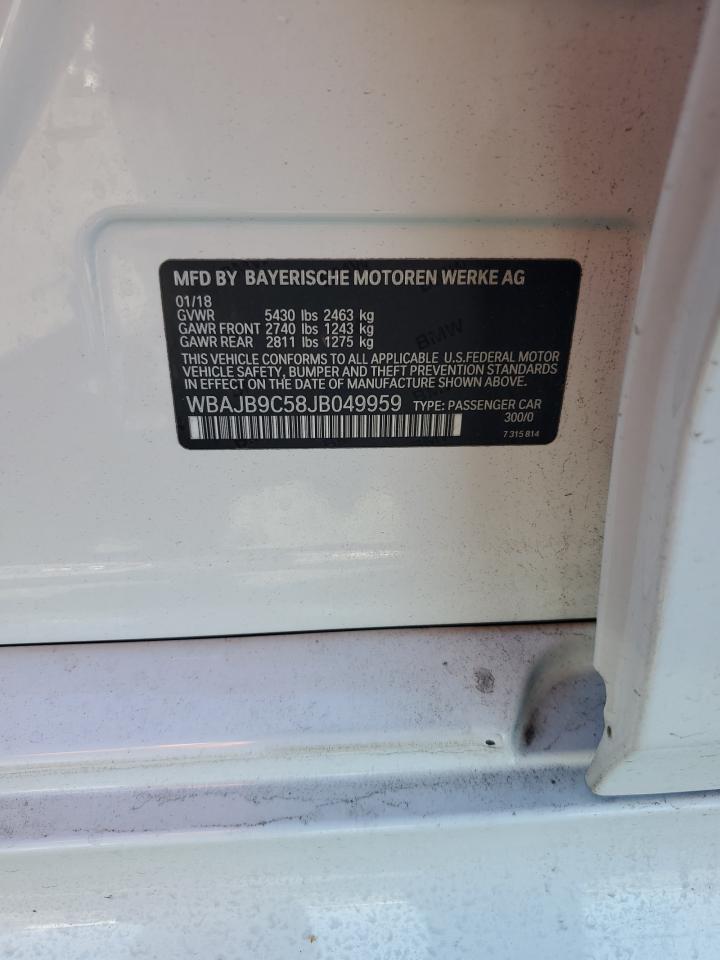 MFD BY BAYERISCHE MOTOREN WERKE AG
01/18
GVWR 5430 lbs 2463 kg
GAWR FRONT 2740 lbs 1243 kg
GAWR REAR 2811 lbs 1275 kg
THIS VEHICLE CONFORMS TO ALL APPLICABLE U.S.FEDERAL MOTOR
VEHICLE SAFETY, BUMPER AND THEFT PREVENTION STANDARDS
IN EFFECT ON THE DATE OF MANUFACTURE SHOWN ABOVE.
WBAJB9C58JB049959 TYPE: PASSENGER CAR
300/0
7 315 814
BMW